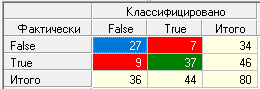 Классифицировано
Фактически False True Итого
False 27 7 34
True 9 37 46
Итого 36 44 80